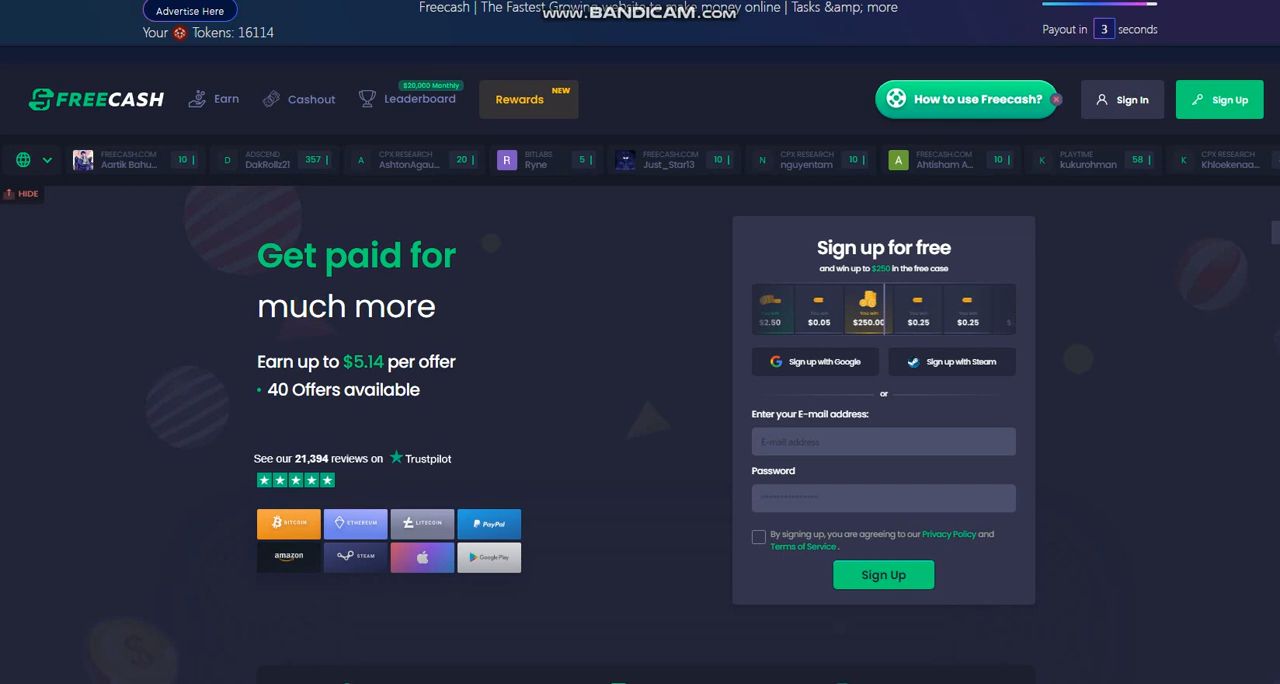 Advertise Here
Freecash | The Fastest Growing website to make money online | Tasks &amp; more
www.BANDICAM.com
Your Tokens: 16114
Payout in 3 seconds
FREECASH
Earn
Cashout
$20,000 Monthly
Leaderboard
Rewards NEW
How to use Freecash?
Sign In
Sign Up
FREECASH.COM
Aartik Bahu...
10
D
ADSCEND
DakRollz21
357
A
CPX RESEARCH
AshtonAgau...
20
R
BITLABS
Ryne
5
FREECASH.COM
Just_Star13
10
N
CPX RESEARCH
nguyentam
10
A
FREECASH.COM
Ahtisham A...
10
K
PLAYTIME
kukurohman
58
K
CPX RESEARCH
Khloekenaa...
HIDE
Get paid for
much more
Earn up to $5.14 per offer
• 40 Offers available
See our 21,394 reviews on Trustpilot
BITCOIN
ETHEREUM
LITECOIN
PayPal
amazon
STEAM
Google Play
Sign up for free
and win up to $250 in the free case
$2.50
$0.05
You win
$250.00
$0.25
$0.25
Sign up with Google
Sign up with Steam
or
Enter your E-mail address:
E-mail address
Password
By signing up, you are agreeing to our Privacy Policy and
Terms of Service .
Sign Up